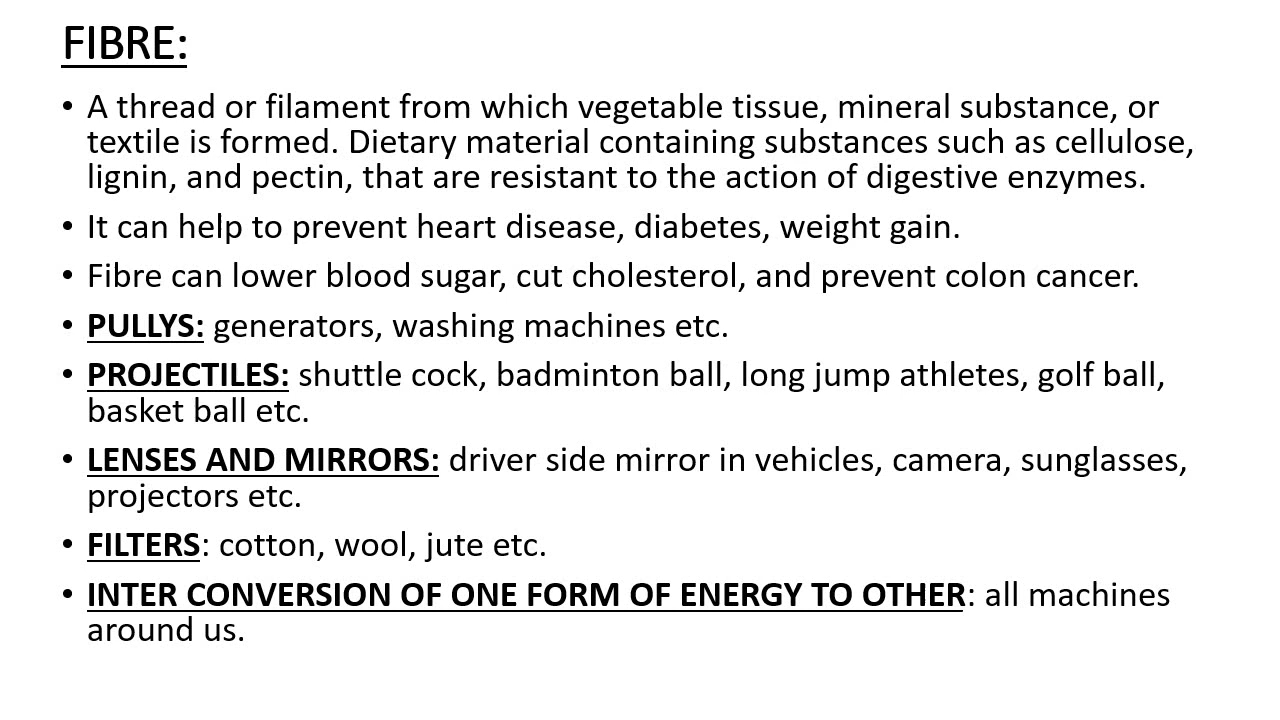 FIBRE:
• A thread or filament from which vegetable tissue, mineral substance, or
textile is formed. Dietary material containing substances such as cellulose,
lignin, and pectin, that are resistant to the action of digestive enzymes.
• It can help to prevent heart disease, diabetes, weight gain.
• Fibre can lower blood sugar, cut cholesterol, and prevent colon cancer.
• PULLYS: generators, washing machines etc.
• PROJECTILES: shuttle cock, badminton ball, long jump athletes, golf ball,
basket ball etc.
• LENSES AND MIRRORS: driver side mirror in vehicles, camera, sunglasses,
projectors etc.
• FILTERS: cotton, wool, jute etc.
• INTER CONVERSION OF ONE FORM OF ENERGY TO OTHER: all machines
around us.